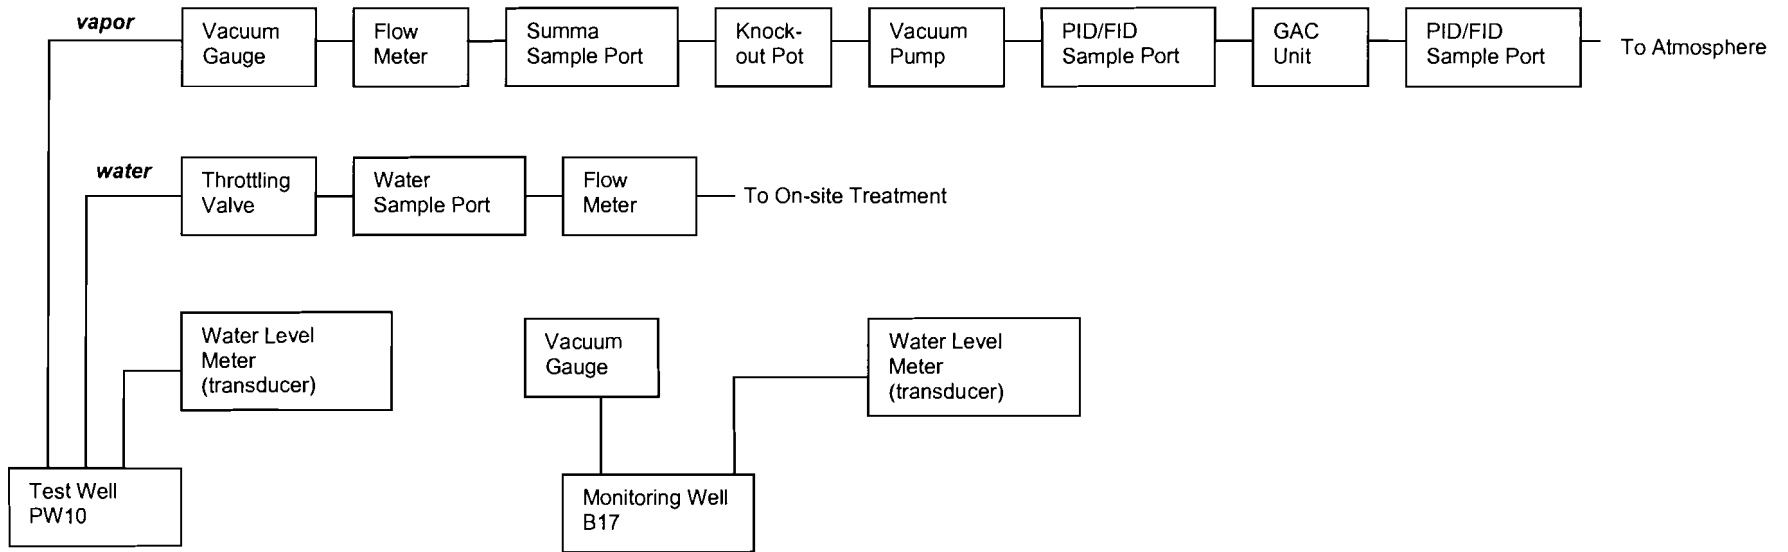 vapor
Vacuum
Gauge
Flow
Meter
Summa
Sample Port
Knock-
out Pot
Vacuum
Pump
PID/FID
Sample Port
GAC
Unit
PID/FID
Sample Port
To Atmosphere
water
Throttling
Valve
Water
Sample Port
Flow
Meter
To On-site Treatment
Water Level
Meter
(transducer)
Vacuum
Gauge
Water Level
Meter
(transducer)
Test Well
PW10
Monitoring Well
B17